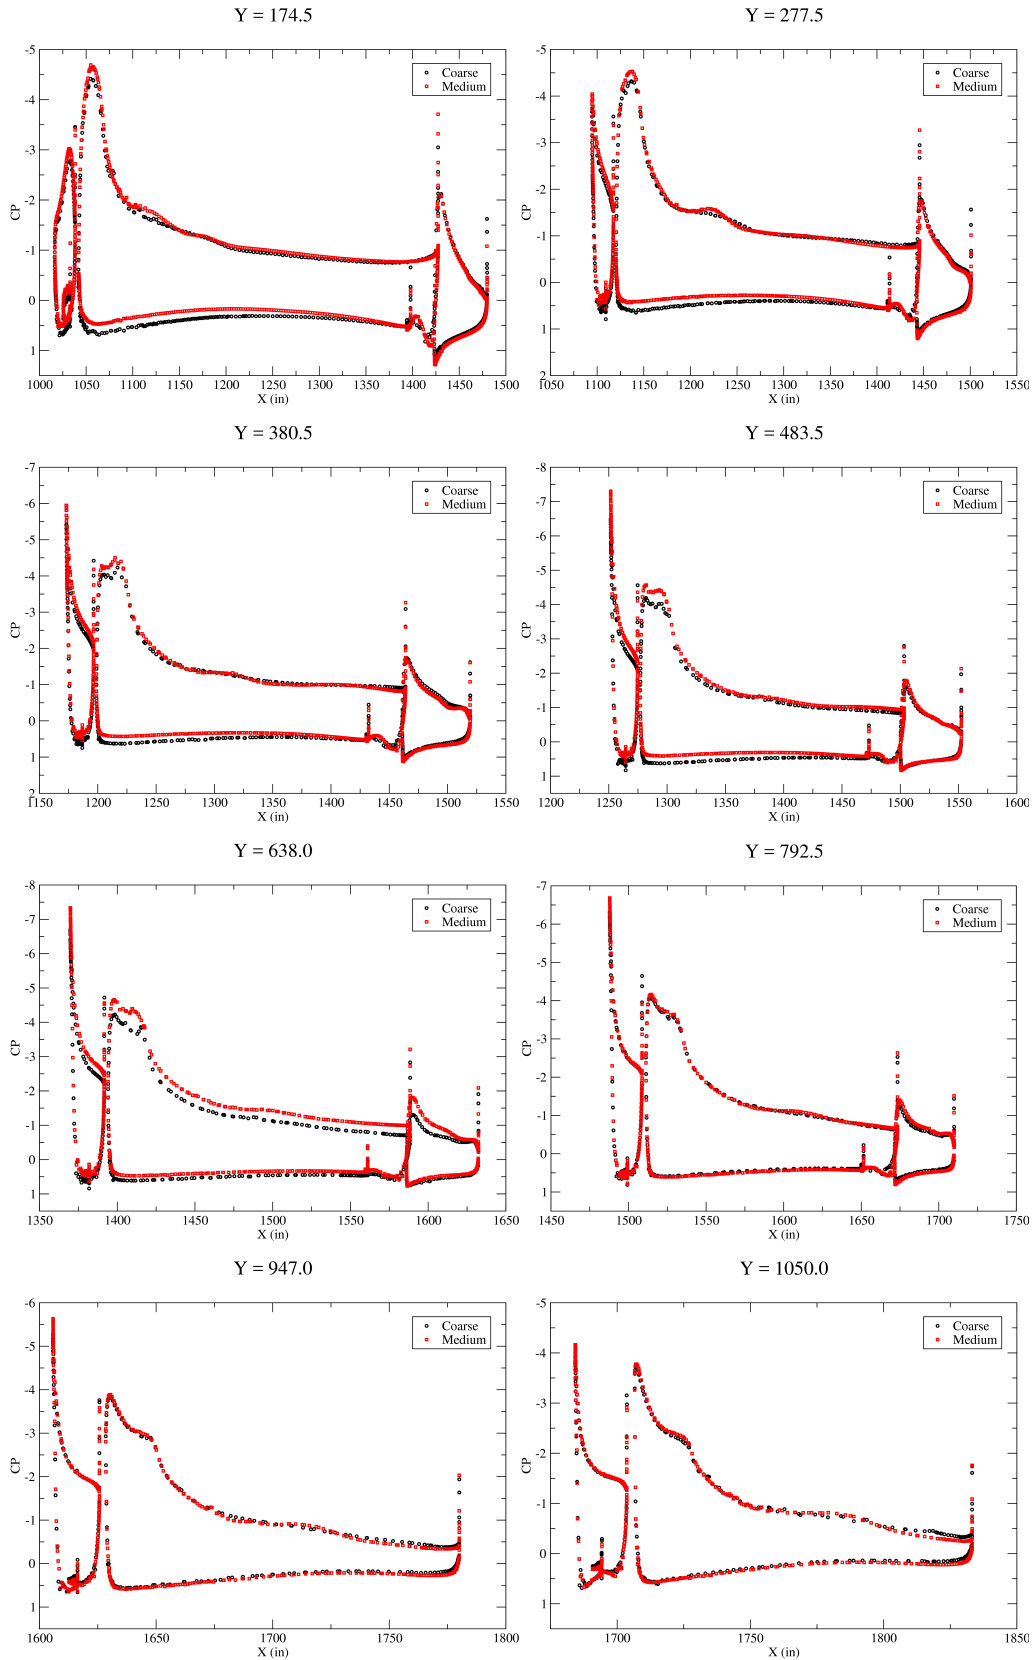 Y = 174.5
-5
-4
-3
-2
-1
0
1
CP
1000 1050 1100 1150 1200 1250 1300 1350 1400 1450 1500
X (in)
Coarse
Medium
Y = 277.5
-5
-4
-3
-2
-1
0
1
2
CP
1050 1100 1150 1200 1250 1300 1350 1400 1450 1500 1550
X (in)
Coarse
Medium
Y = 380.5
-7
-6
-5
-4
-3
-2
-1
0
1
2
CP
1150 1200 1250 1300 1350 1400 1450 1500 1550
X (in)
Coarse
Medium
Y = 483.5
-8
-7
-6
-5
-4
-3
-2
-1
0
1
CP
1200 1250 1300 1350 1400 1450 1500 1550 1600
X (in)
Coarse
Medium
Y = 638.0
-8
-7
-6
-5
-4
-3
-2
-1
0
1
CP
1350 1400 1450 1500 1550 1600 1650
X (in)
Coarse
Medium
Y = 792.5
-7
-6
-5
-4
-3
-2
-1
0
1
CP
1450 1500 1550 1600 1650 1700 1750
X (in)
Coarse
Medium
Y = 947.0
-6
-5
-4
-3
-2
-1
0
1
CP
1600 1650 1700 1750 1800
X (in)
Coarse
Medium
Y = 1050.0
-5
-4
-3
-2
-1
0
1
CP
1700 1750 1800 1850
X (in)
Coarse
Medium